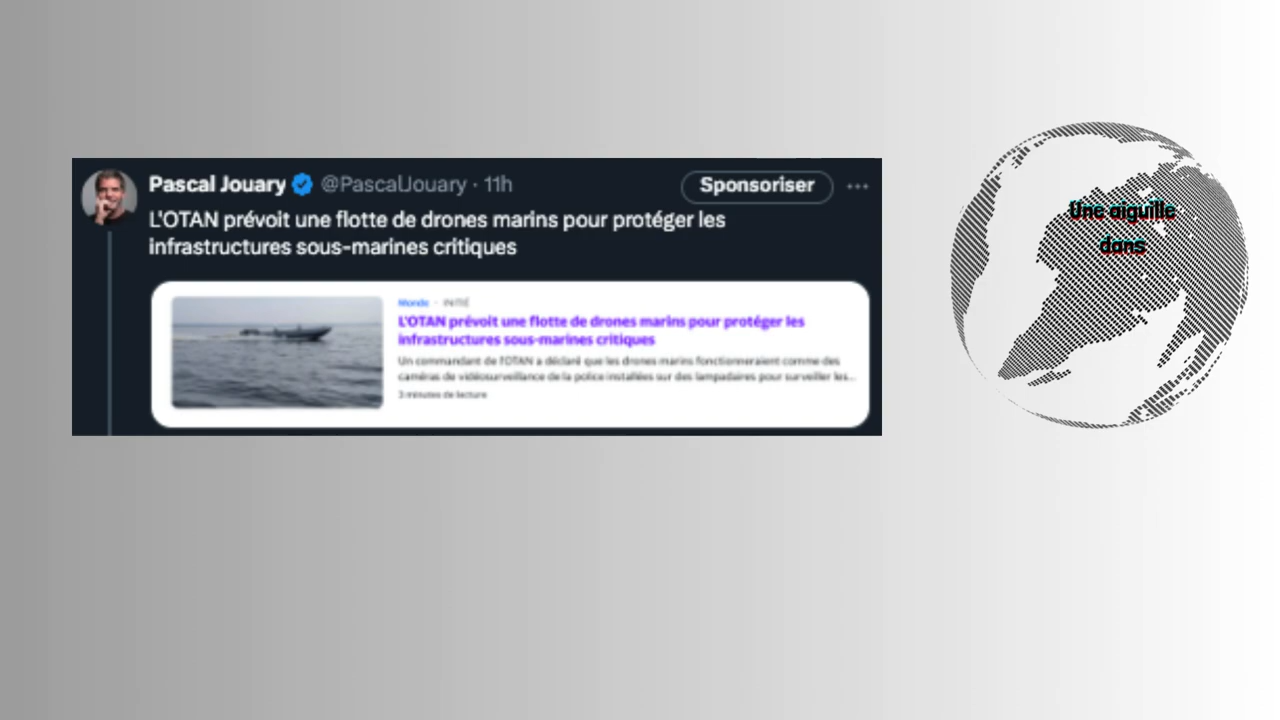 Pascal Jouary @PascalJouary · 11h
Sponsoriser
L'OTAN prévoit une flotte de drones marins pour protéger les
infrastructures sous-marines critiques
Monde ·
L'OTAN prévoit une flotte de drones marins pour protéger les
infrastructures sous-marines critiques
Un commandant de l'OTAN a déclaré que les drones marins fonctionneraient comme des
caméras de vidéosurveillance de la police installées sur des lampadaires pour surveiller les...
3 minutes de lecture
Une aiguille
dans